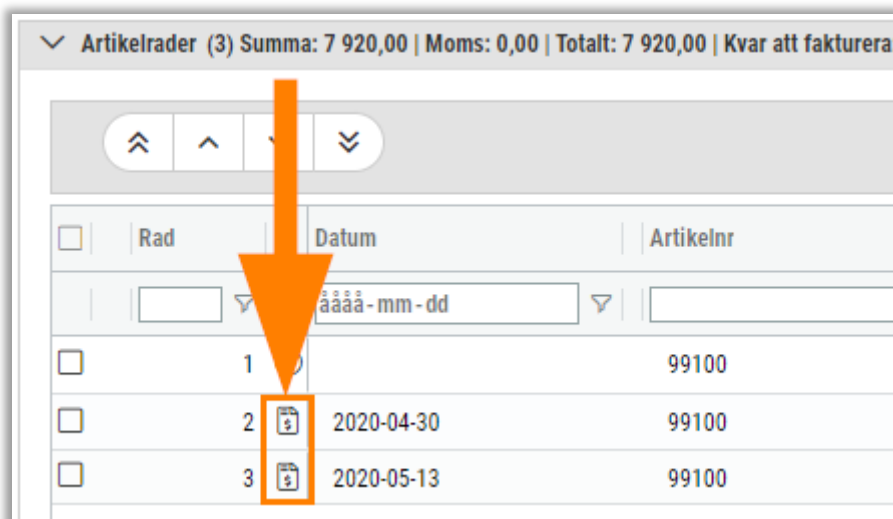 Artikelrader (3) Summa: 7 920,00 | Moms: 0,00 | Totalt: 7 920,00 | Kvar att fakturera
Rad Datum Artikelnr
åååå-mm-dd
1 99100
2 2020-04-30 99100
3 2020-05-13 99100